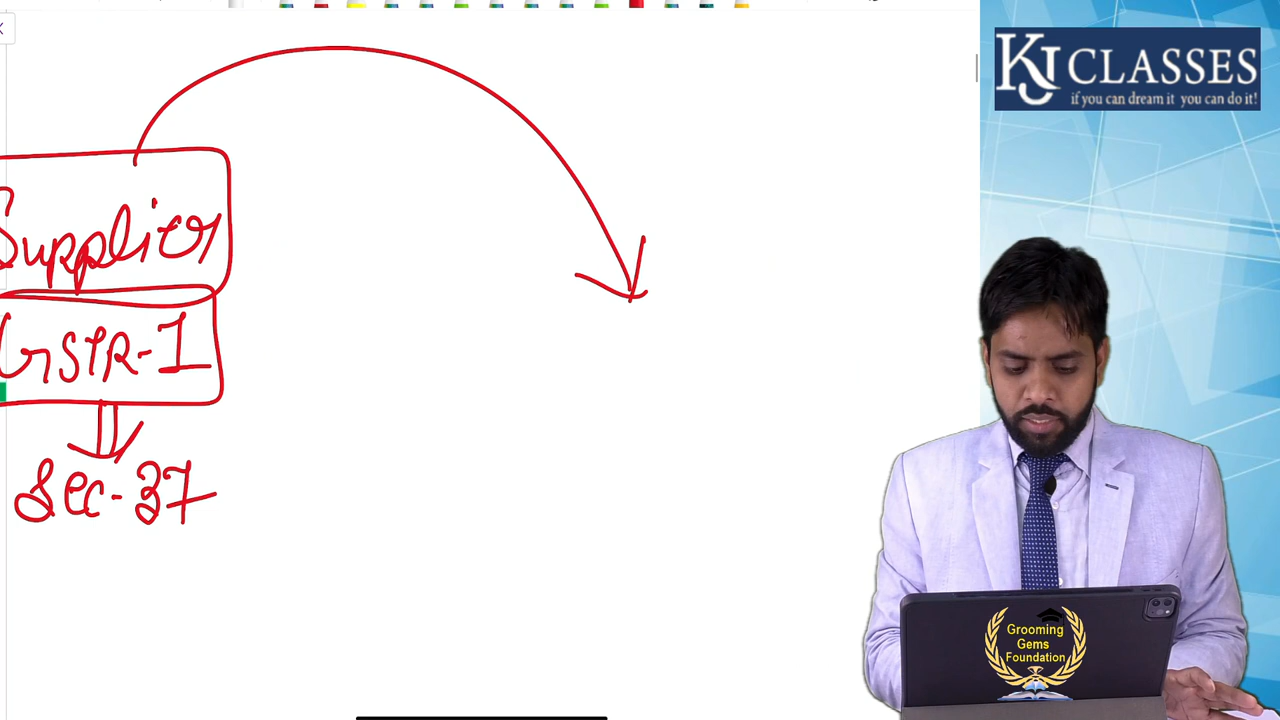 Supplier
GSTR-1
Sec-37
KJ CLASSES
if you can dream it you can do it!
Grooming
Gems
Foundation